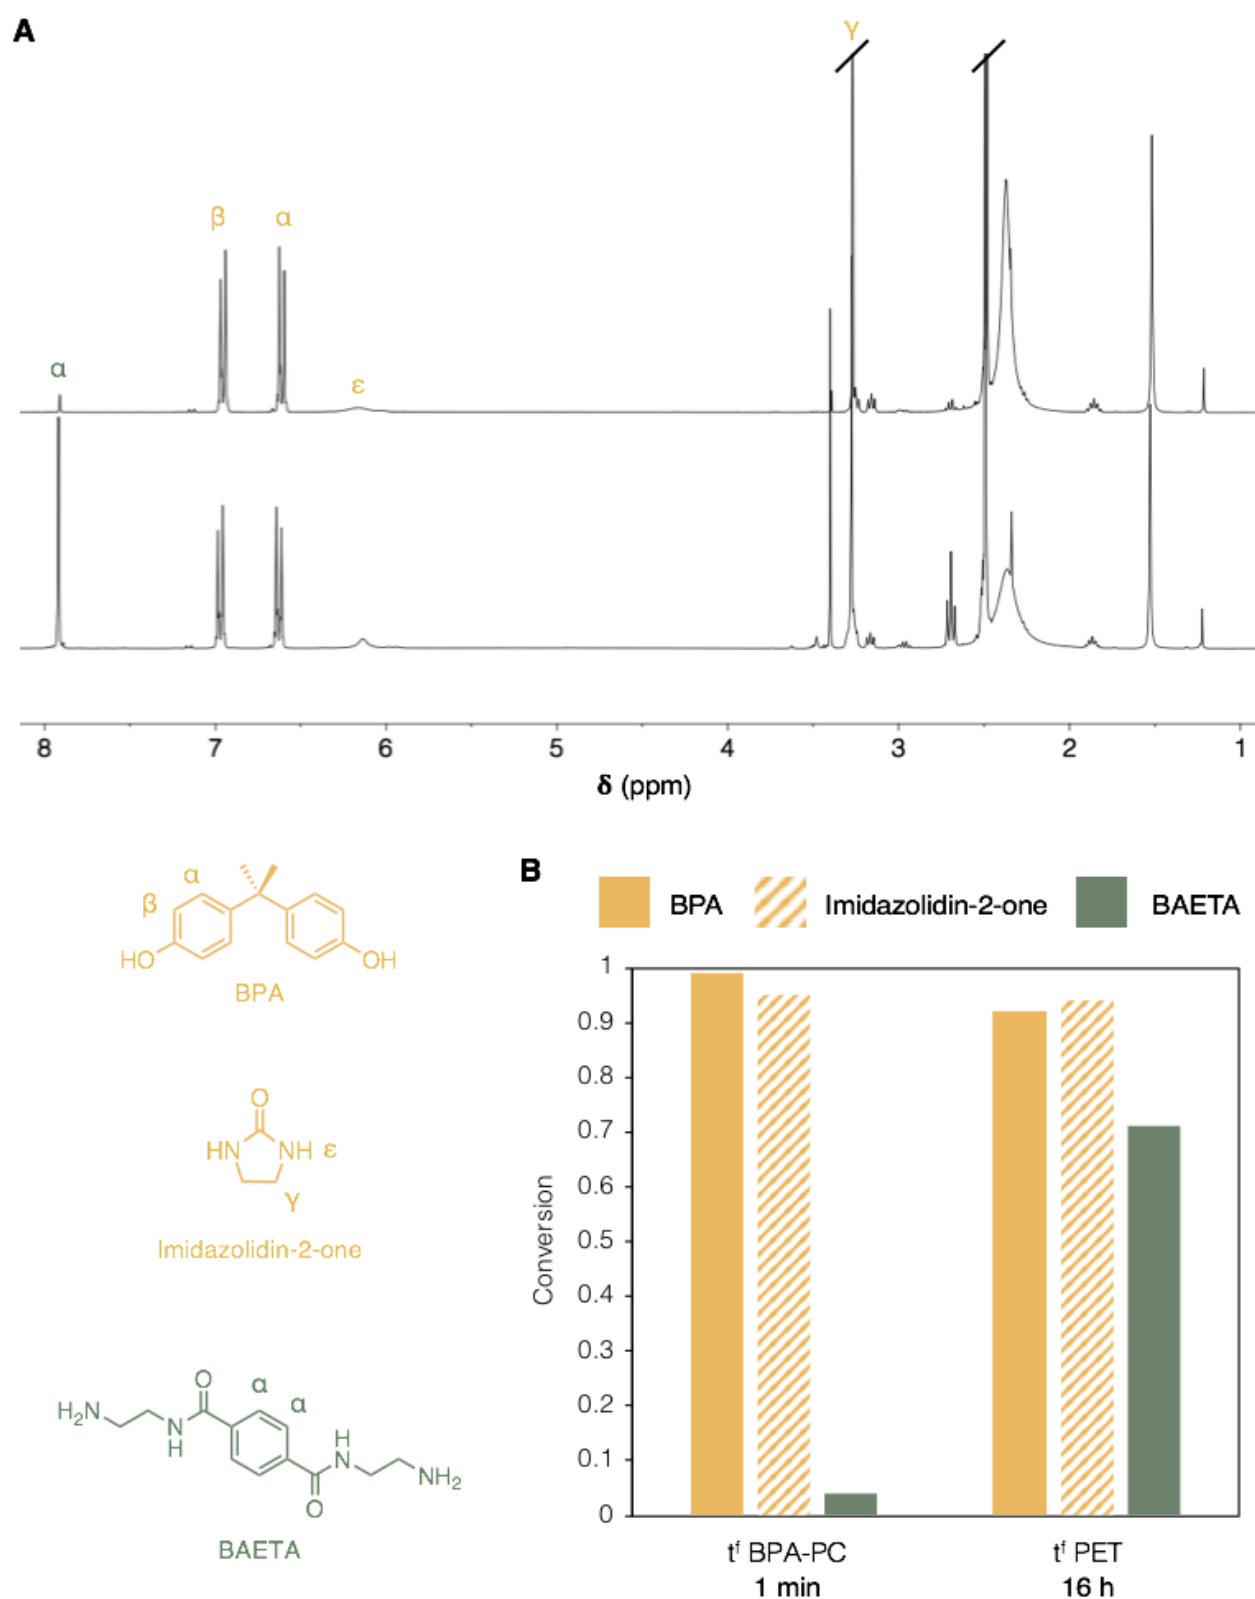 A
γ
β α
α
ε
8 7 6 5 4 3 2 1
δ (ppm)
α
β
HO OH
BPA
O
HN NH ε
γ
Imidazolidin-2-one
O α
α
H₂N
N
H
H
N
NH₂
O
BAETA
B
BPA Imidazolidin-2-one BAETA
1
0.9
0.8
0.7
0.6
0.5
0.4
0.3
0.2
0.1
0
Conversion
tᶠ BPA-PC tᶠ PET
1 min 16 h